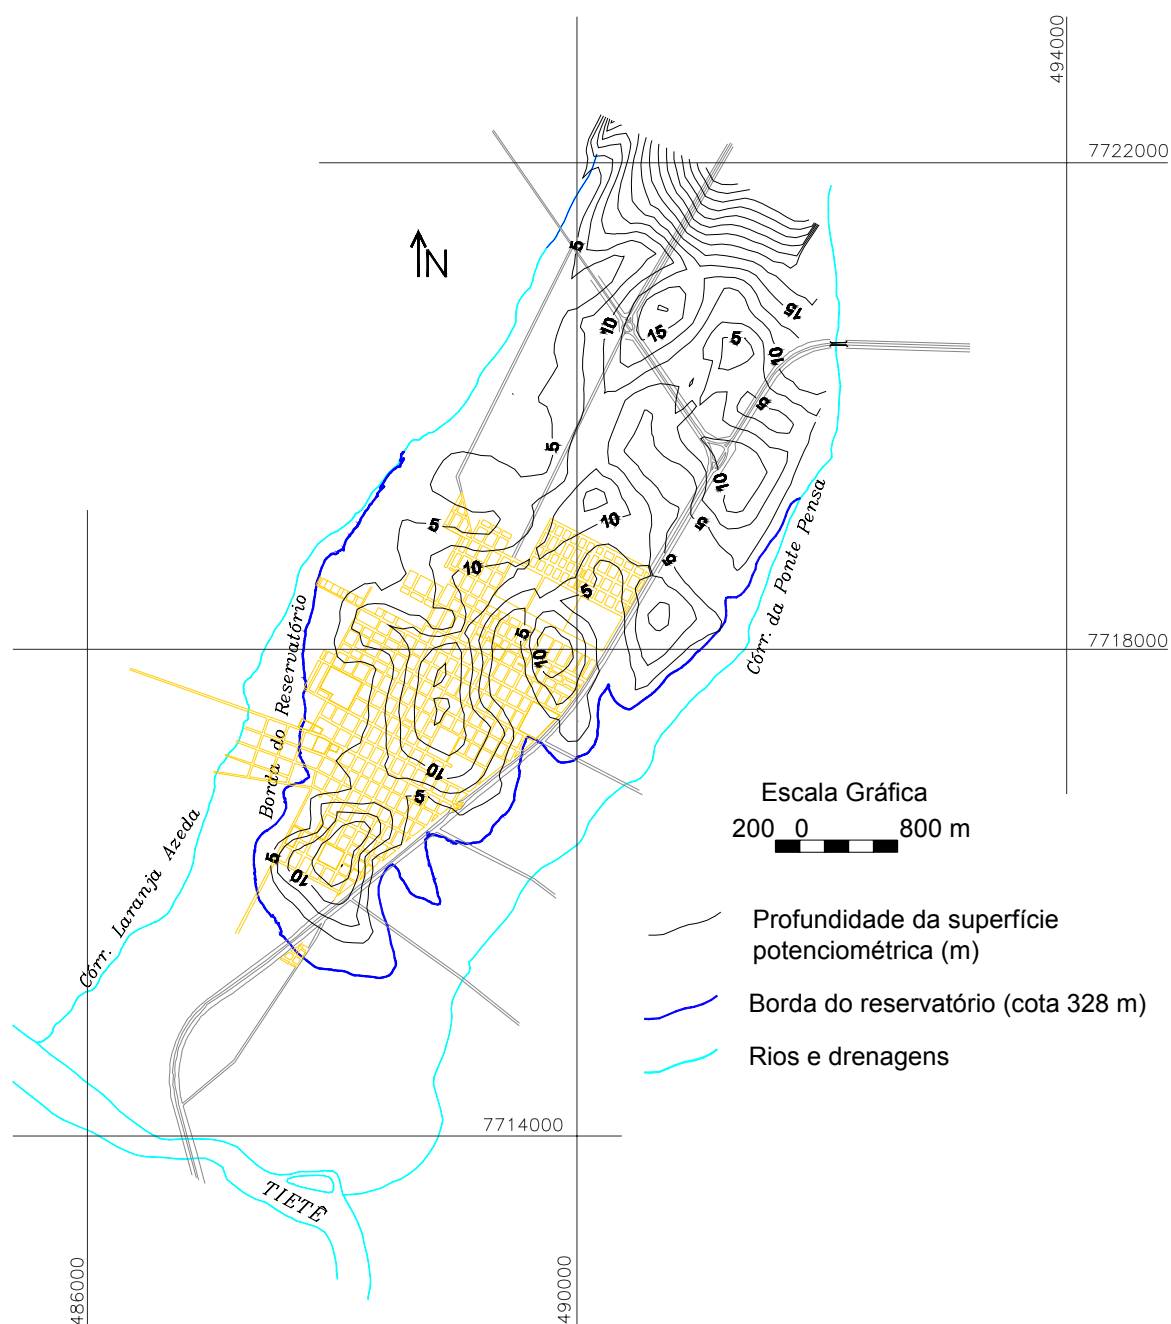 494000
7722000
N
5
10
15
15
5
10
5
5
10
5
10
5
10
5
5
5
10
7718000
Córr. da Ponte Pensa
Borda do Reservatório
10
5
5
10
Córr. Laranja Azeda
Escala Gráfica
200 0 800 m
Profundidade da superfície
potenciométrica (m)
Borda do reservatório (cota 328 m)
Rios e drenagens
7714000
TIETÊ
486000
490000